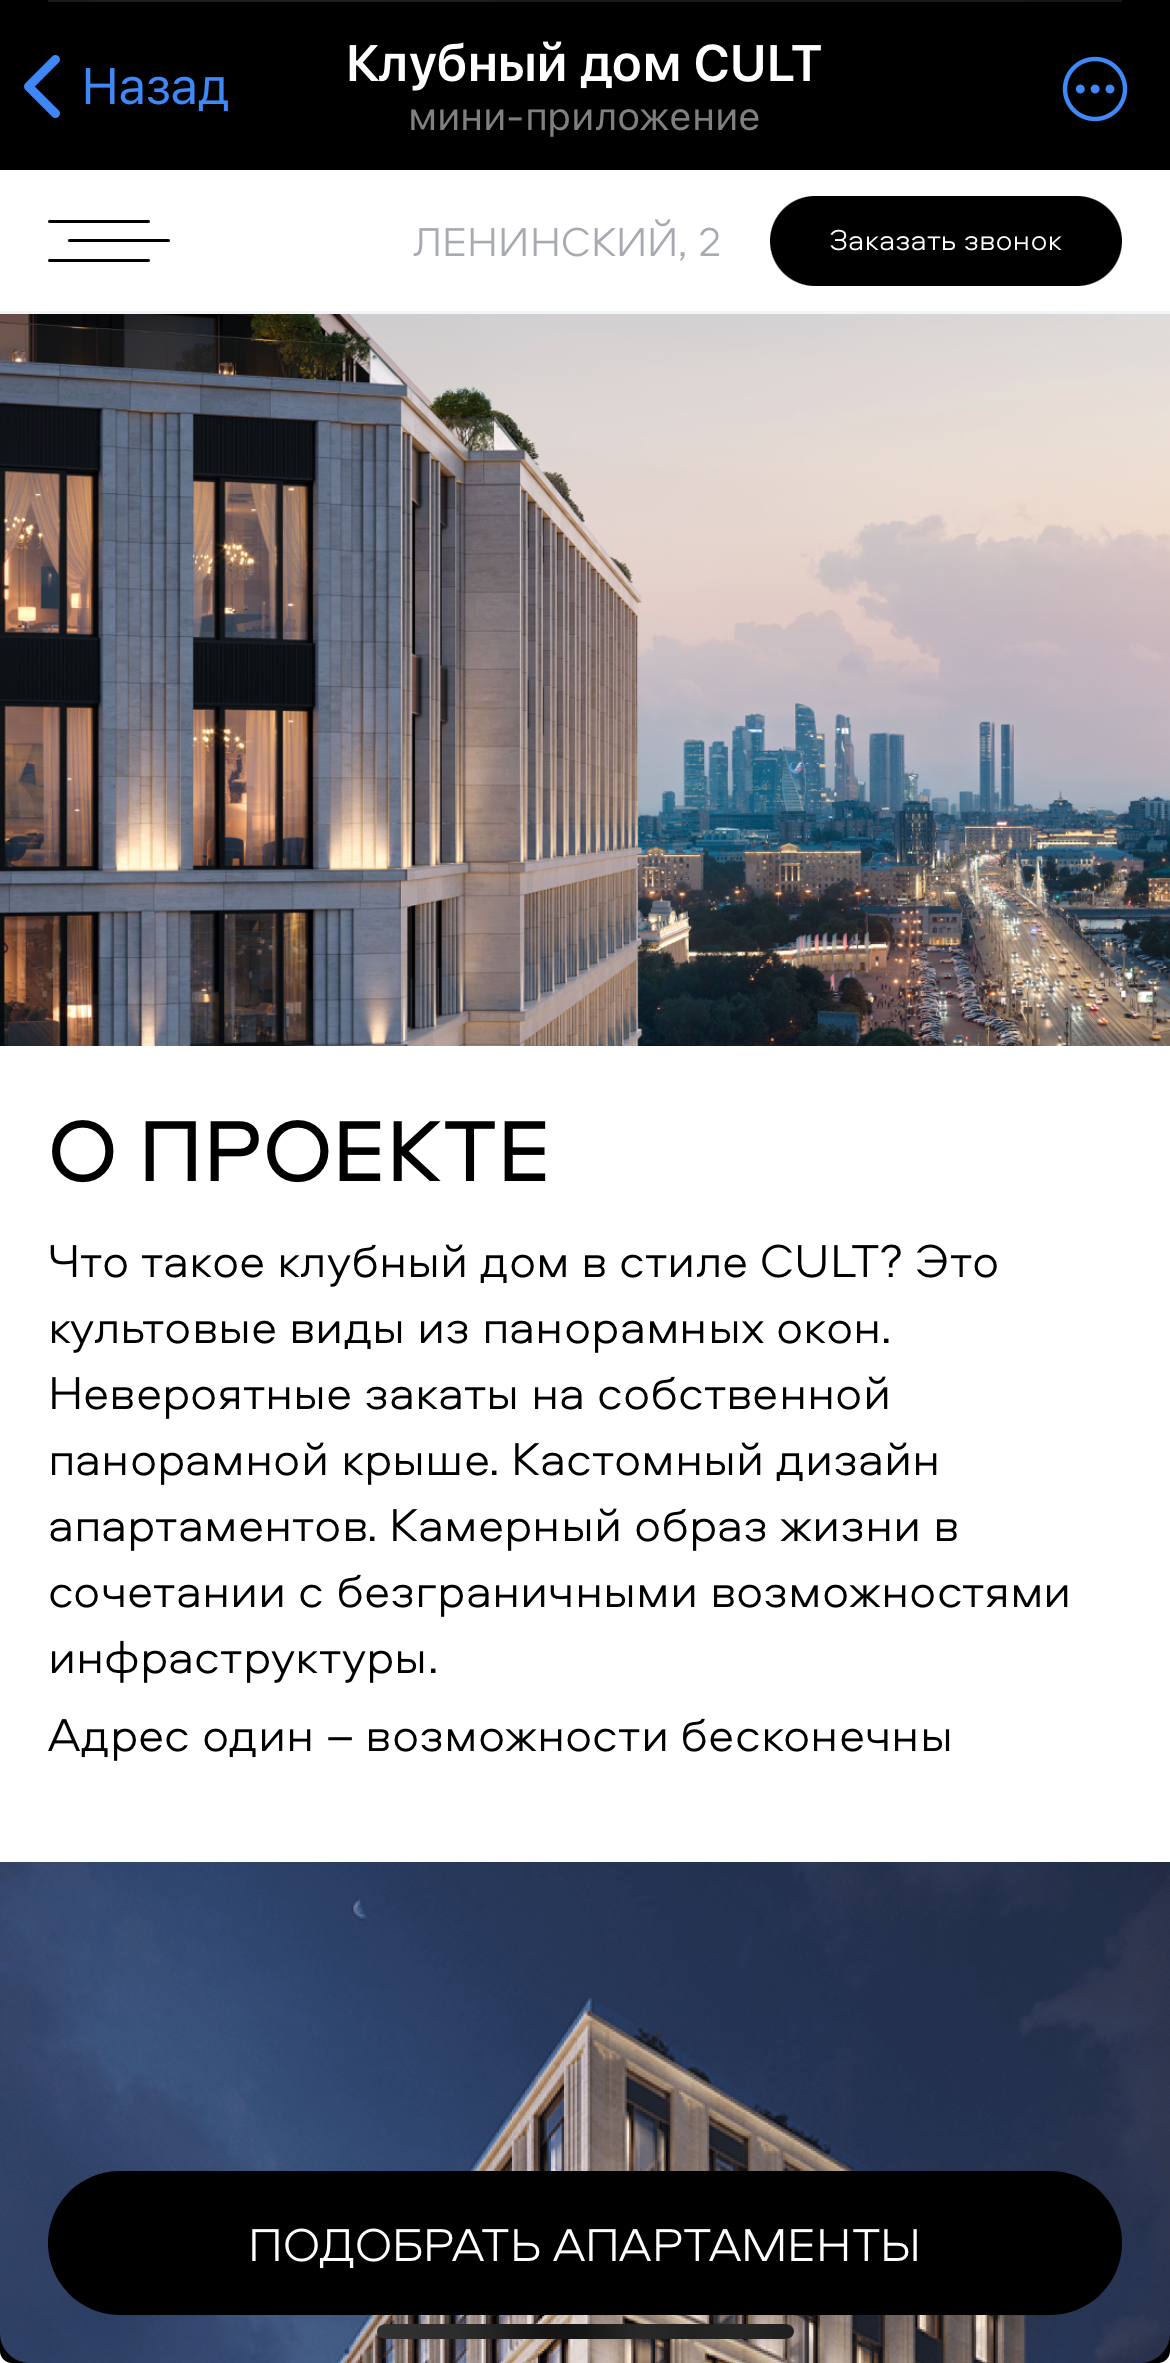 Назад
Клубный дом CULT
мини-приложение
ЛЕНИНСКИЙ, 2
Заказать звонок
О ПРОЕКТЕ
Что такое клубный дом в стиле CULT? Это
культовые виды из панорамных окон.
Невероятные закаты на собственной
панорамной крыше. Кастомный дизайн
апартаментов. Камерный образ жизни в
сочетании с безграничными возможностями
инфраструктуры.
Адрес один – возможности бесконечны
ПОДОБРАТЬ АПАРТАМЕНТЫ